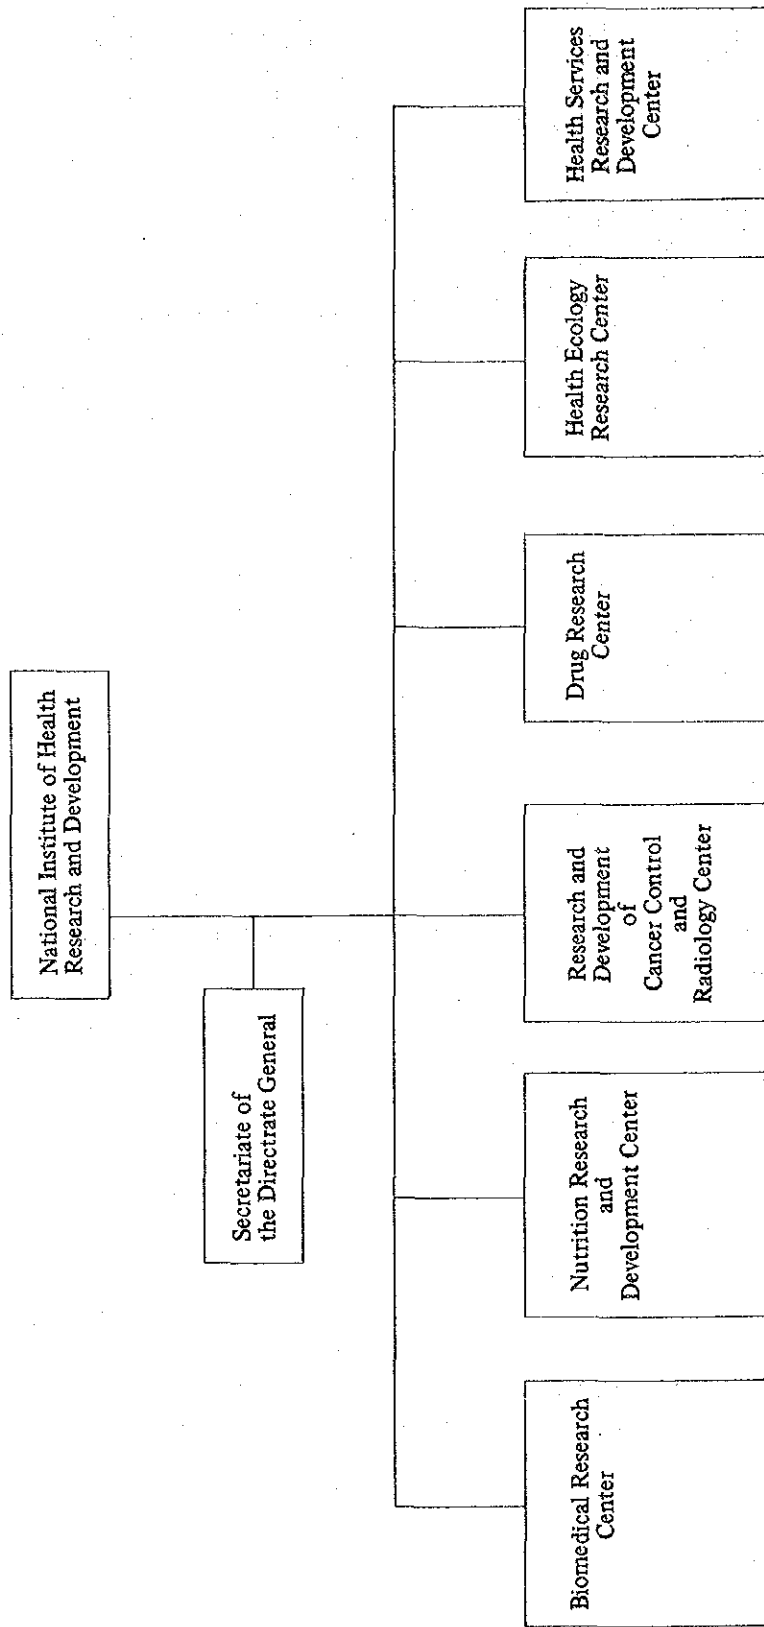 National Institute of Health
Research and Development
Secretariate of
the Directrate General
Biomedical Research
Center
Nutrition Research
and
Development Center
Research and
Development
of
Cancer Control
and
Radiology Center
Drug Research
Center
Health Ecology
Research Center
Health Services
Research and
Development
Center